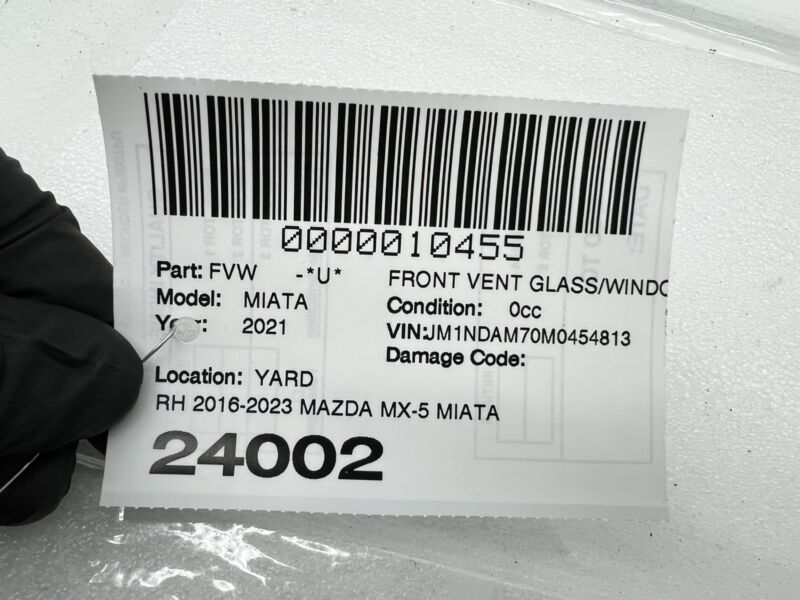 0000010455
Part: FVW -*U* FRONT VENT GLASS/WINDO
Model: MIATA Condition: 0cc
Year: 2021 VIN:JM1NDAM70M0454813
Damage Code:
Location: YARD
RH 2016-2023 MAZDA MX-5 MIATA
24002